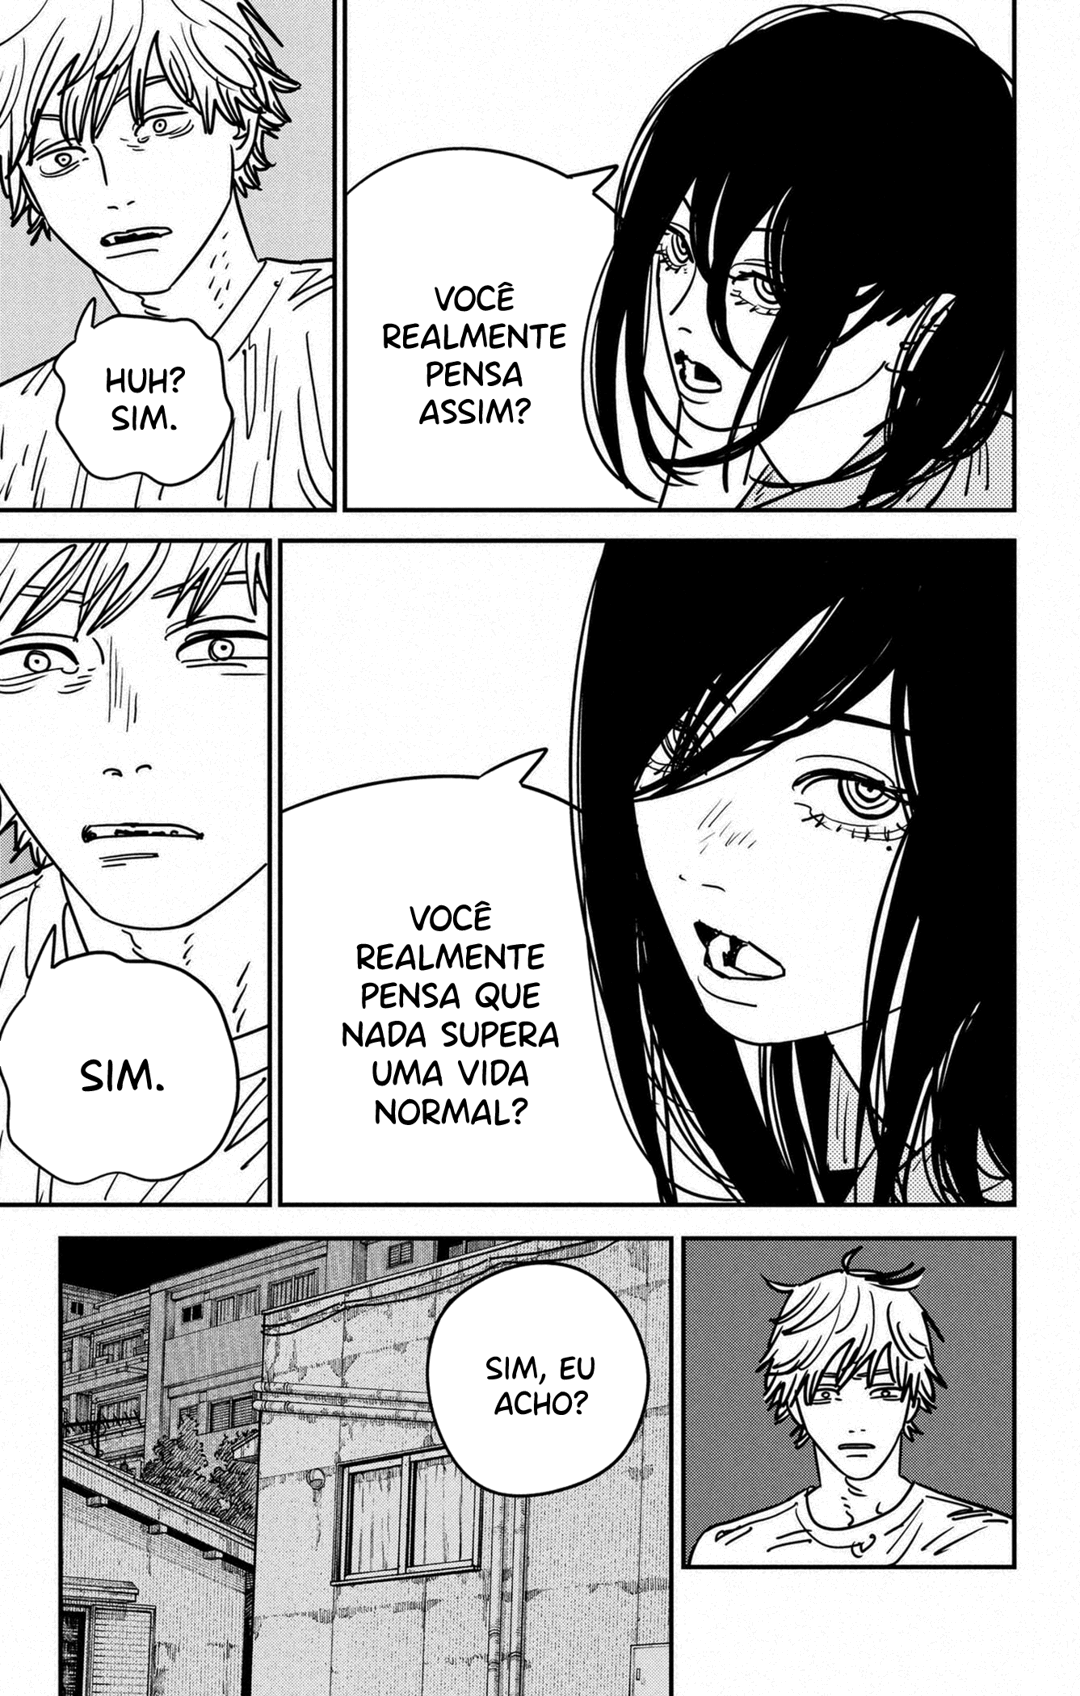 VOCÊ
REALMENTE
PENSA
ASSIM?
HUH?
SIM.
VOCÊ
REALMENTE
PENSA QUE
NADA SUPERA
UMA VIDA
NORMAL?
SIM.
SIM, EU
ACHO?